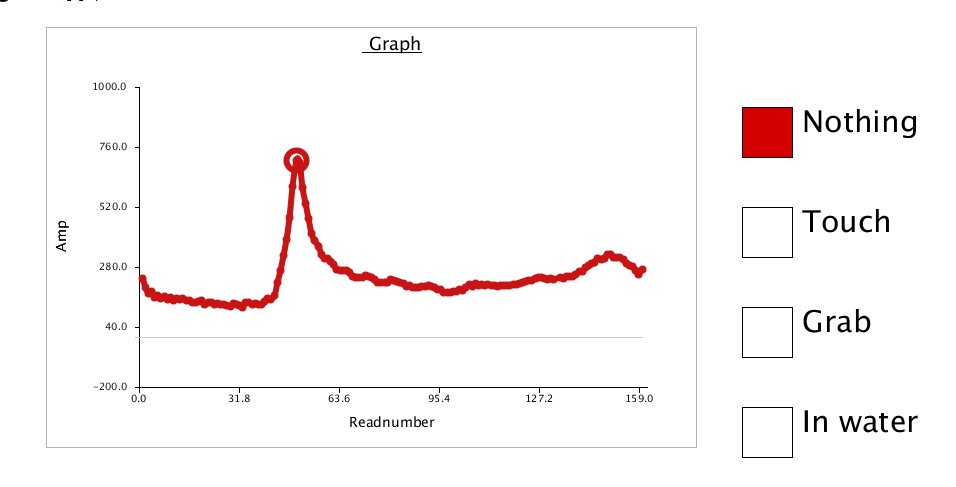 Graph
1000.0
760.0
520.0
280.0
40.0
-200.0
Amp
0.0 31.8 63.6 95.4 127.2 159.0
Readnumber
Nothing
Touch
Grab
In water